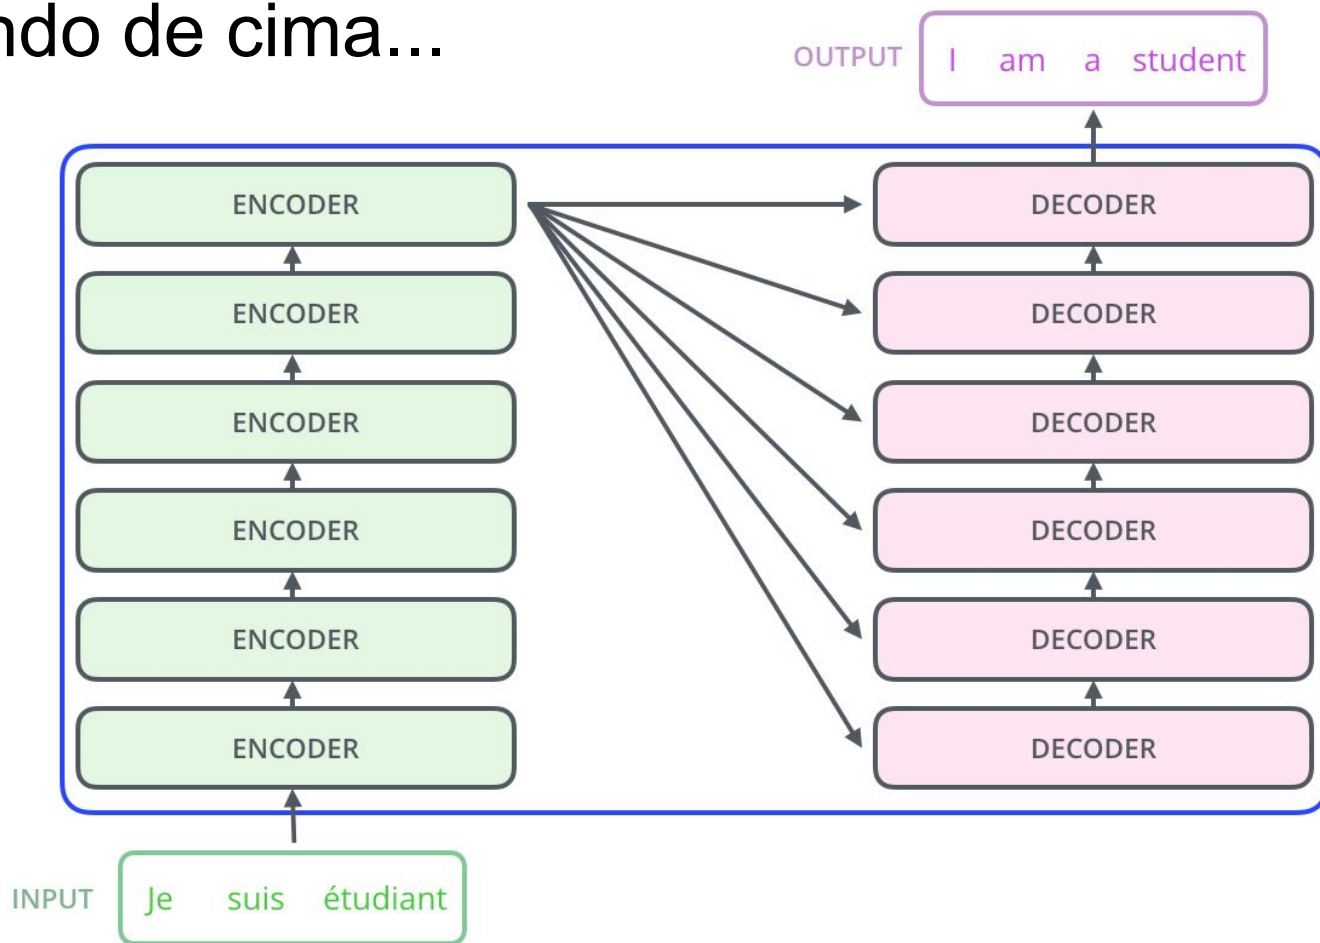 ndo de cima...
OUTPUT I am a student
ENCODER DECODER
ENCODER DECODER
ENCODER DECODER
ENCODER DECODER
ENCODER DECODER
ENCODER DECODER
INPUT Je suis étudiant